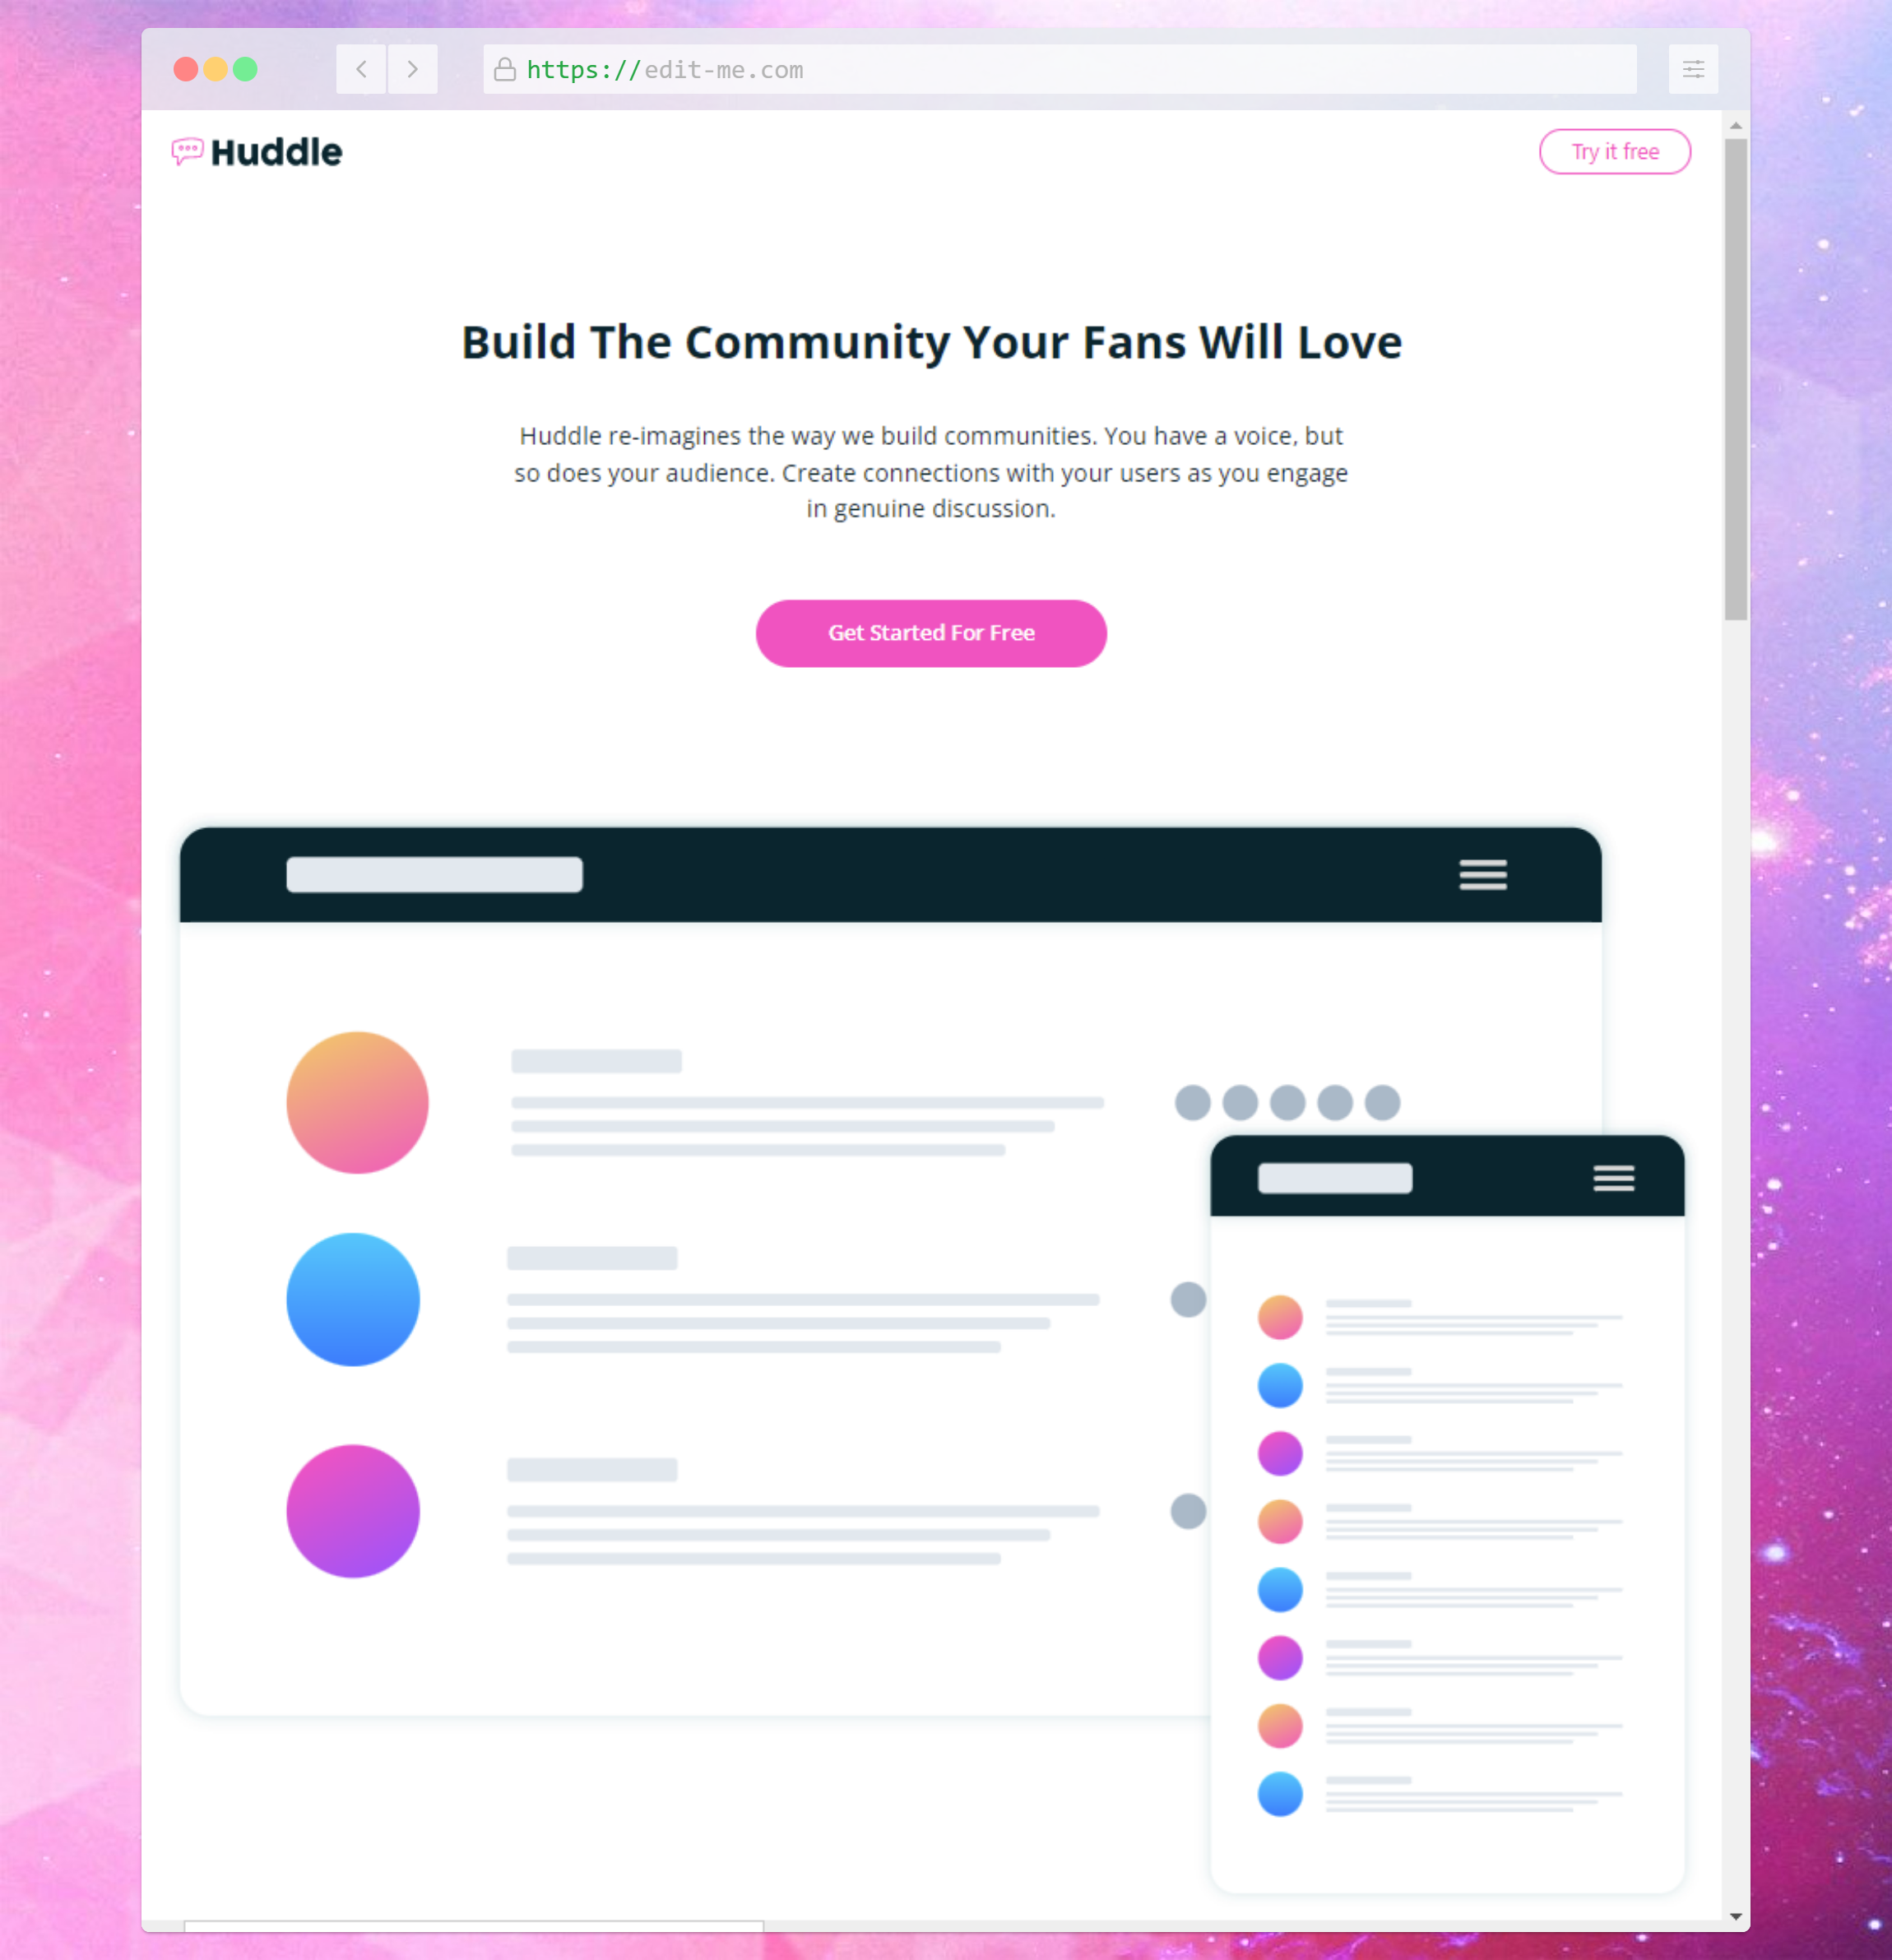 https://edit-me.com
Huddle
Try it free
Build The Community Your Fans Will Love
Huddle re-imagines the way we build communities. You have a voice, but
so does your audience. Create connections with your users as you engage
in genuine discussion.
Get Started For Free